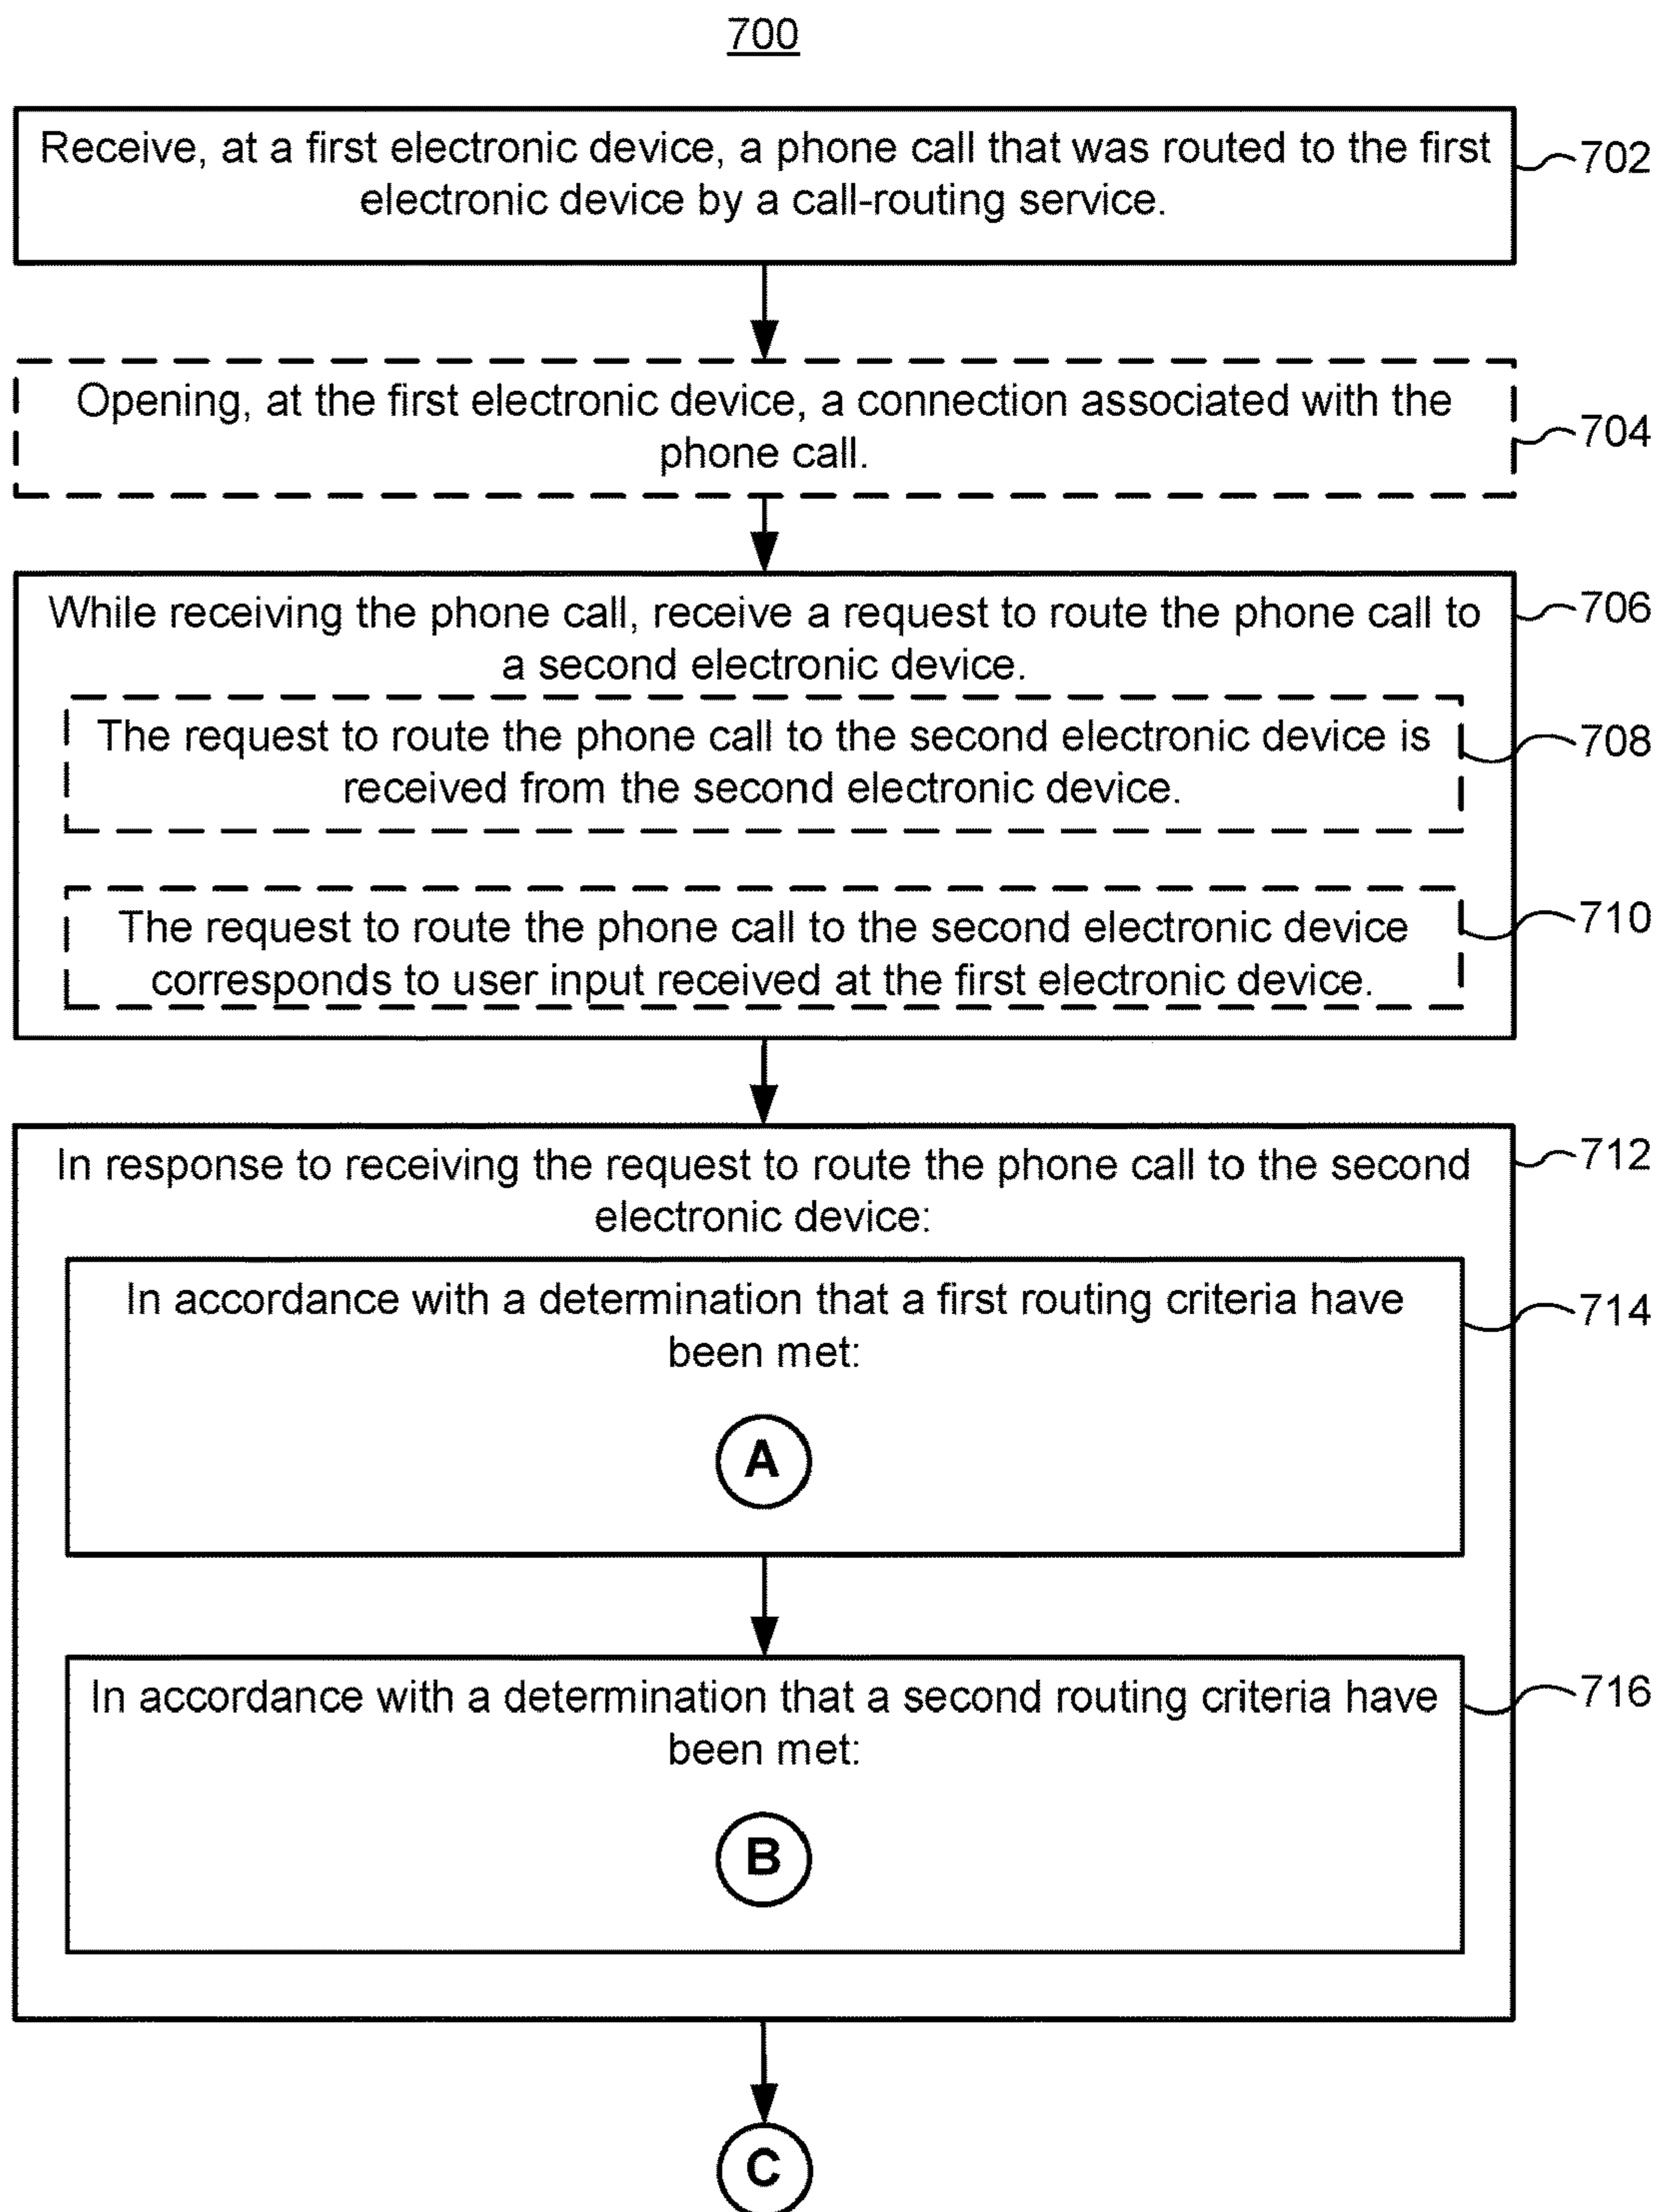 700
Receive, at a first electronic device, a phone call that was routed to the first
electronic device by a call-routing service.
702
Opening, at the first electronic device, a connection associated with the
phone call.
704
While receiving the phone call, receive a request to route the phone call to
a second electronic device.
706
The request to route the phone call to the second electronic device is
received from the second electronic device.
708
The request to route the phone call to the second electronic device
corresponds to user input received at the first electronic device.
710
In response to receiving the request to route the phone call to the second
electronic device:
712
In accordance with a determination that a first routing criteria have
been met:
714
A
In accordance with a determination that a second routing criteria have
been met:
716
B
C